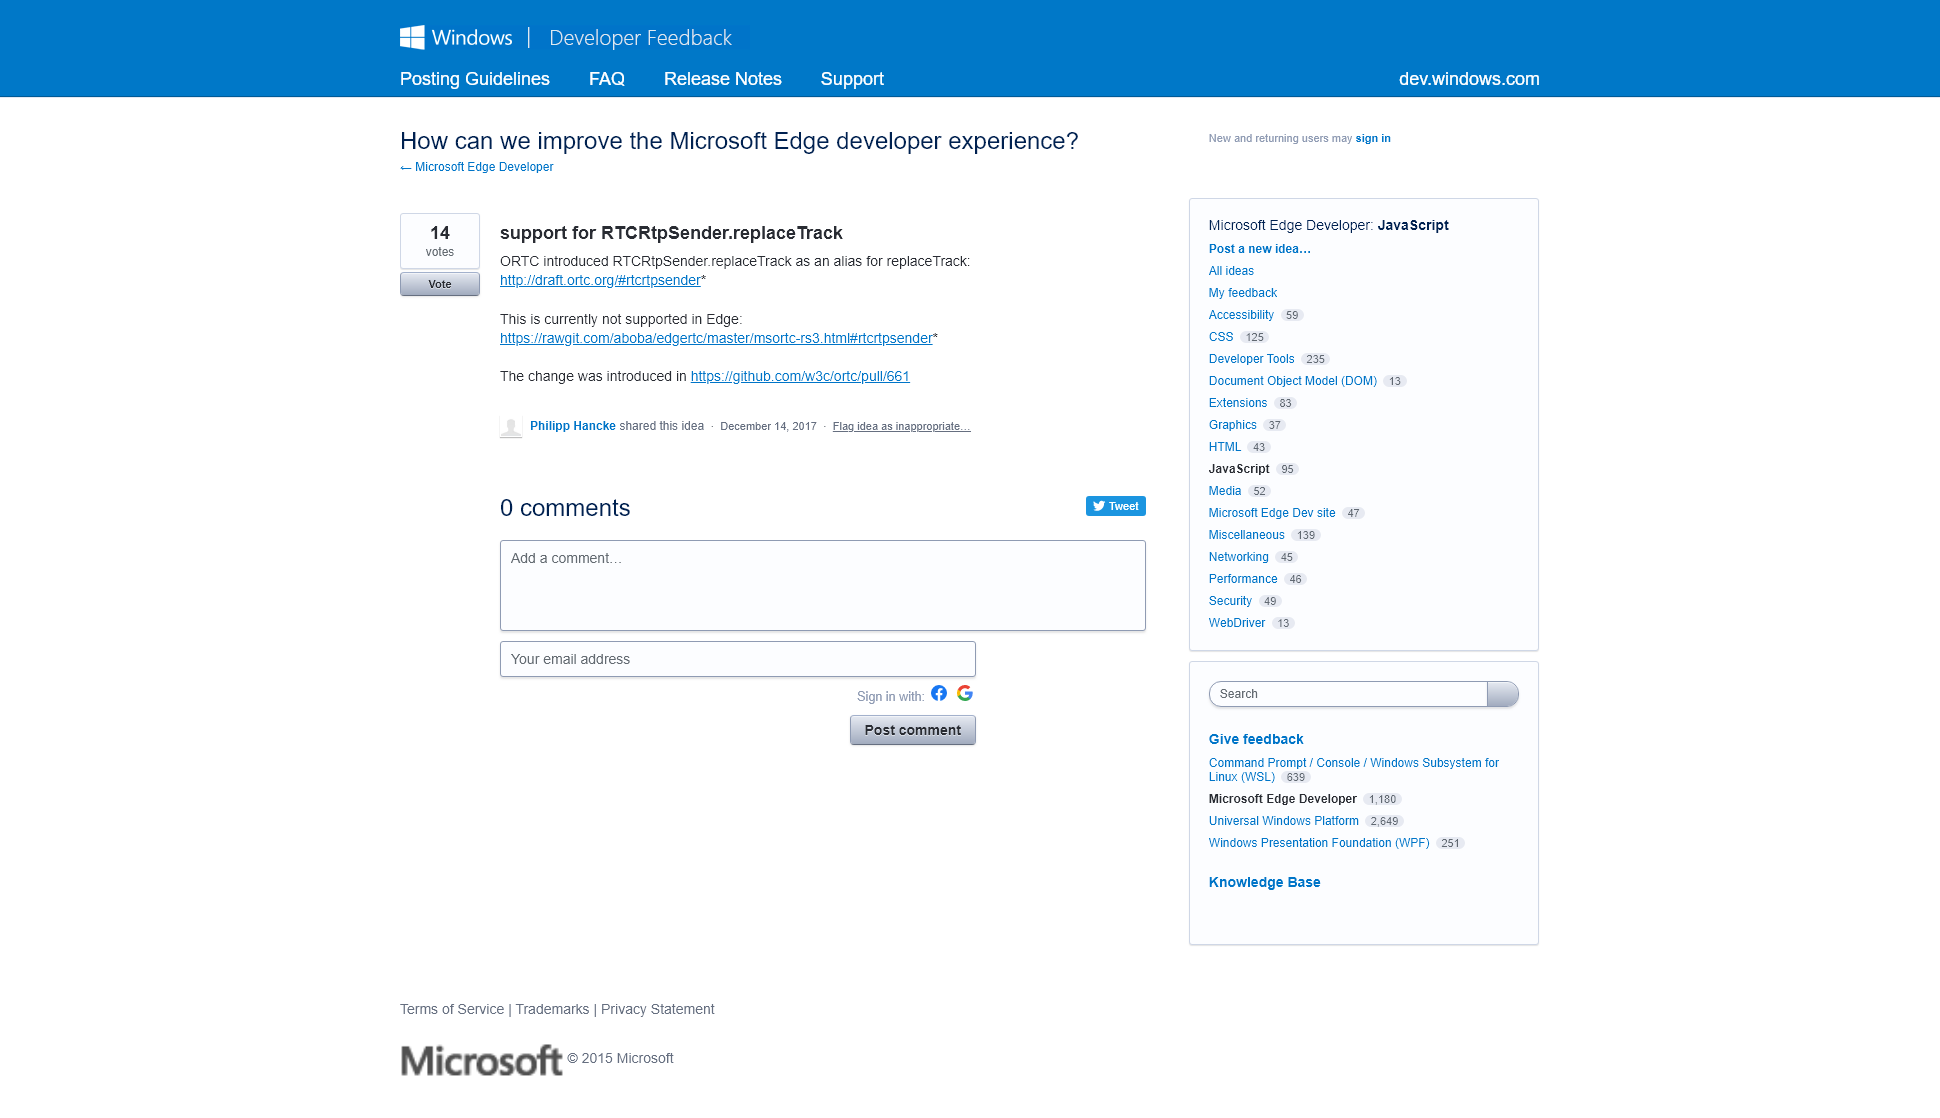 Windows | Developer Feedback
Posting Guidelines FAQ Release Notes Support dev.windows.com
How can we improve the Microsoft Edge developer experience?
← Microsoft Edge Developer
New and returning users may sign in
14
votes
Vote
support for RTCRtpSender.replaceTrack
ORTC introduced RTCRtpSender.replaceTrack as an alias for replaceTrack:
http://draft.ortc.org/#rtcrtpsender*
This is currently not supported in Edge:
https://rawgit.com/aboba/edgertc/master/msortc-rs3.html#rtcrtpsender*
The change was introduced in https://github.com/w3c/ortc/pull/661
Philipp Hancke shared this idea · December 14, 2017 · Flag idea as inappropriate…
0 comments
Tweet
Add a comment…
Your email address
Sign in with:
Post comment
Microsoft Edge Developer: JavaScript
Post a new idea…
All ideas
My feedback
Accessibility 59
CSS 125
Developer Tools 235
Document Object Model (DOM) 13
Extensions 83
Graphics 37
HTML 43
JavaScript 95
Media 52
Microsoft Edge Dev site 47
Miscellaneous 139
Networking 45
Performance 46
Security 49
WebDriver 13
Search
Give feedback
Command Prompt / Console / Windows Subsystem for
Linux (WSL) 639
Microsoft Edge Developer 1,180
Universal Windows Platform 2,649
Windows Presentation Foundation (WPF) 251
Knowledge Base
Terms of Service | Trademarks | Privacy Statement
Microsoft © 2015 Microsoft